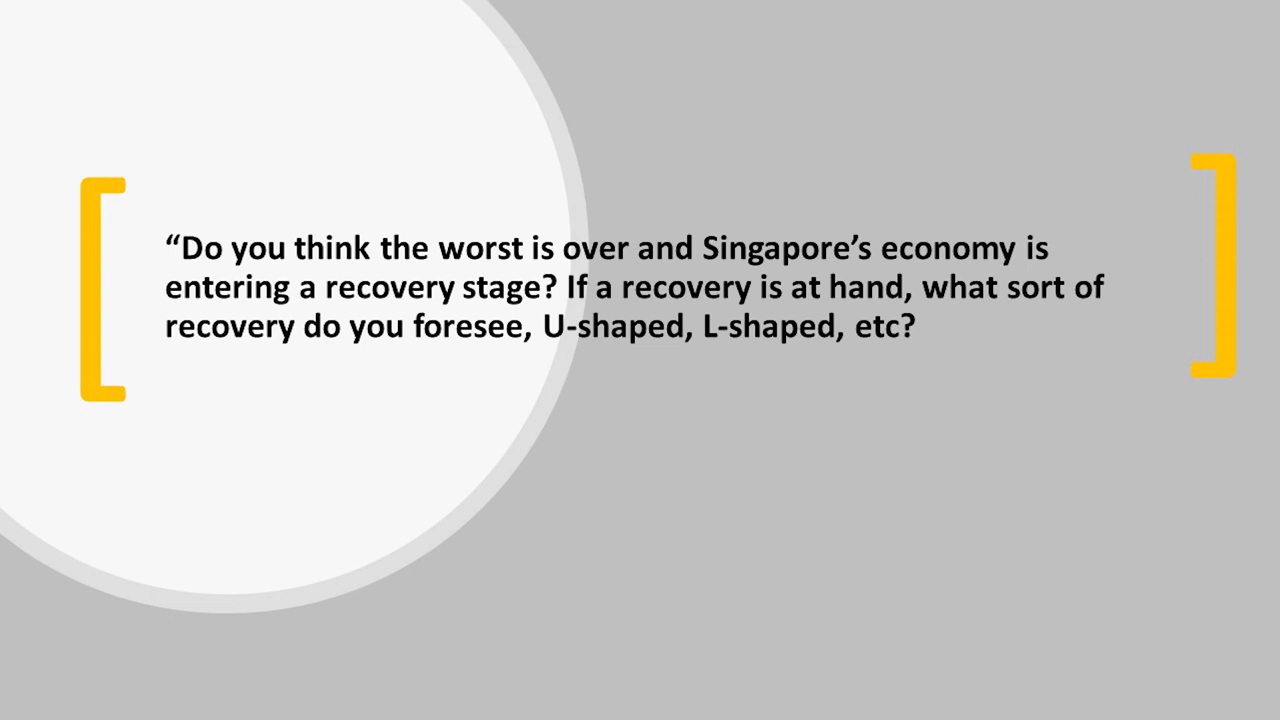 “Do you think the worst is over and Singapore’s economy is
entering a recovery stage? If a recovery is at hand, what sort of
recovery do you foresee, U-shaped, L-shaped, etc?